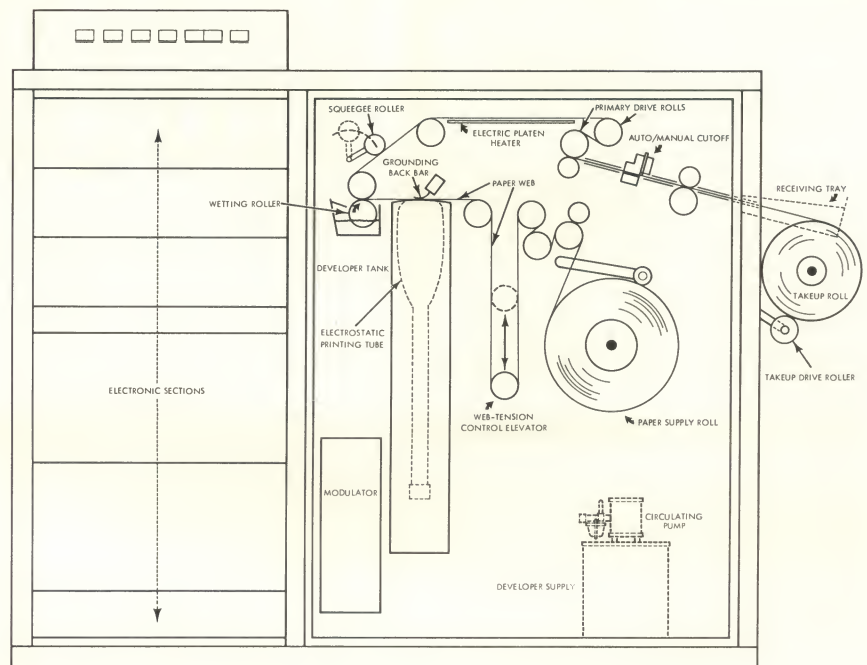 SQUEEGEE ROLLER
PRIMARY DRIVE ROLLS
ELECTRIC PLATEN
HEATER
AUTO/MANUAL CUTOFF
GROUNDING
BACK BAR
PAPER WEB
RECEIVING TRAY
WETTING ROLLER
DEVELOPER TANK
TAKEUP ROLL
ELECTROSTATIC
PRINTING TUBE
TAKEUP DRIVE ROLLER
ELECTRONIC SECTIONS
WEB-TENSION
CONTROL ELEVATOR
PAPER SUPPLY ROLL
MODULATOR
CIRCULATING
PUMP
DEVELOPER SUPPLY